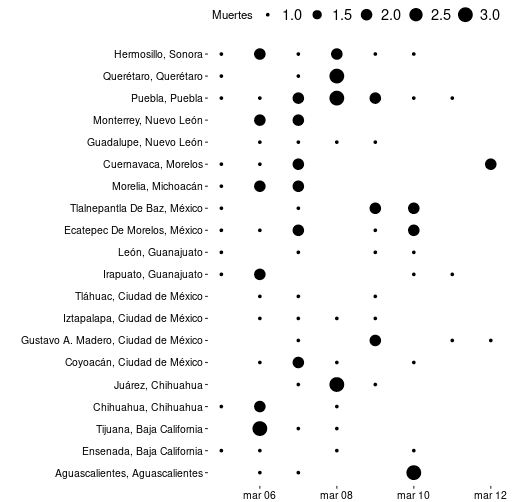 Muertes 1.0 1.5 2.0 2.5 3.0
Hermosillo, Sonora
Querétaro, Querétaro
Puebla, Puebla
Monterrey, Nuevo León
Guadalupe, Nuevo León
Cuernavaca, Morelos
Morelia, Michoacán
Tlalnepantla De Baz, México
Ecatepec De Morelos, México
León, Guanajuato
Irapuato, Guanajuato
Tláhuac, Ciudad de México
Iztapalapa, Ciudad de México
Gustavo A. Madero, Ciudad de México
Coyoacán, Ciudad de México
Juárez, Chihuahua
Chihuahua, Chihuahua
Tijuana, Baja California
Ensenada, Baja California
Aguascalientes, Aguascalientes
mar 06 mar 08 mar 10 mar 12